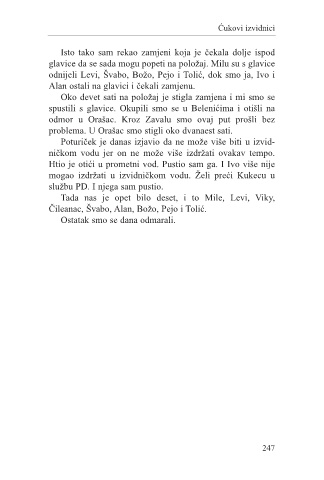 Ćukovi izvidnici
Isto tako sam rekao zamjeni koja je čekala dolje ispod
glavice da se sada mogu popeti na položaj. Milu su s glavice
odnijeli Levi, Švabo, Božo, Pejo i Tolić, dok smo ja, Ivo i
Alan ostali na glavici i čekali zamjenu.
Oko devet sati na položaj je stigla zamjena i mi smo se
spustili s glavice. Okupili smo se u Belenićima i otišli na
odmor u Orašac. Kroz Zavalu smo ovaj put prošli bez
problema. U Orašac smo stigli oko dvanaest sati.
Poturiček je danas izjavio da ne može više biti u izvid-
ničkom vodu jer on ne može više izdržati ovakav tempo.
Htio je otići u prometni vod. Pustio sam ga. I Ivo više nije
mogao izdržati u izvidničkom vodu. Želi preći Kukecu u
službu PD. I njega sam pustio.
Tada nas je opet bilo deset, i to Mile, Levi, Viky,
Čileanac, Švabo, Alan, Božo, Pejo i Tolić.
Ostatak smo se dana odmarali.
247